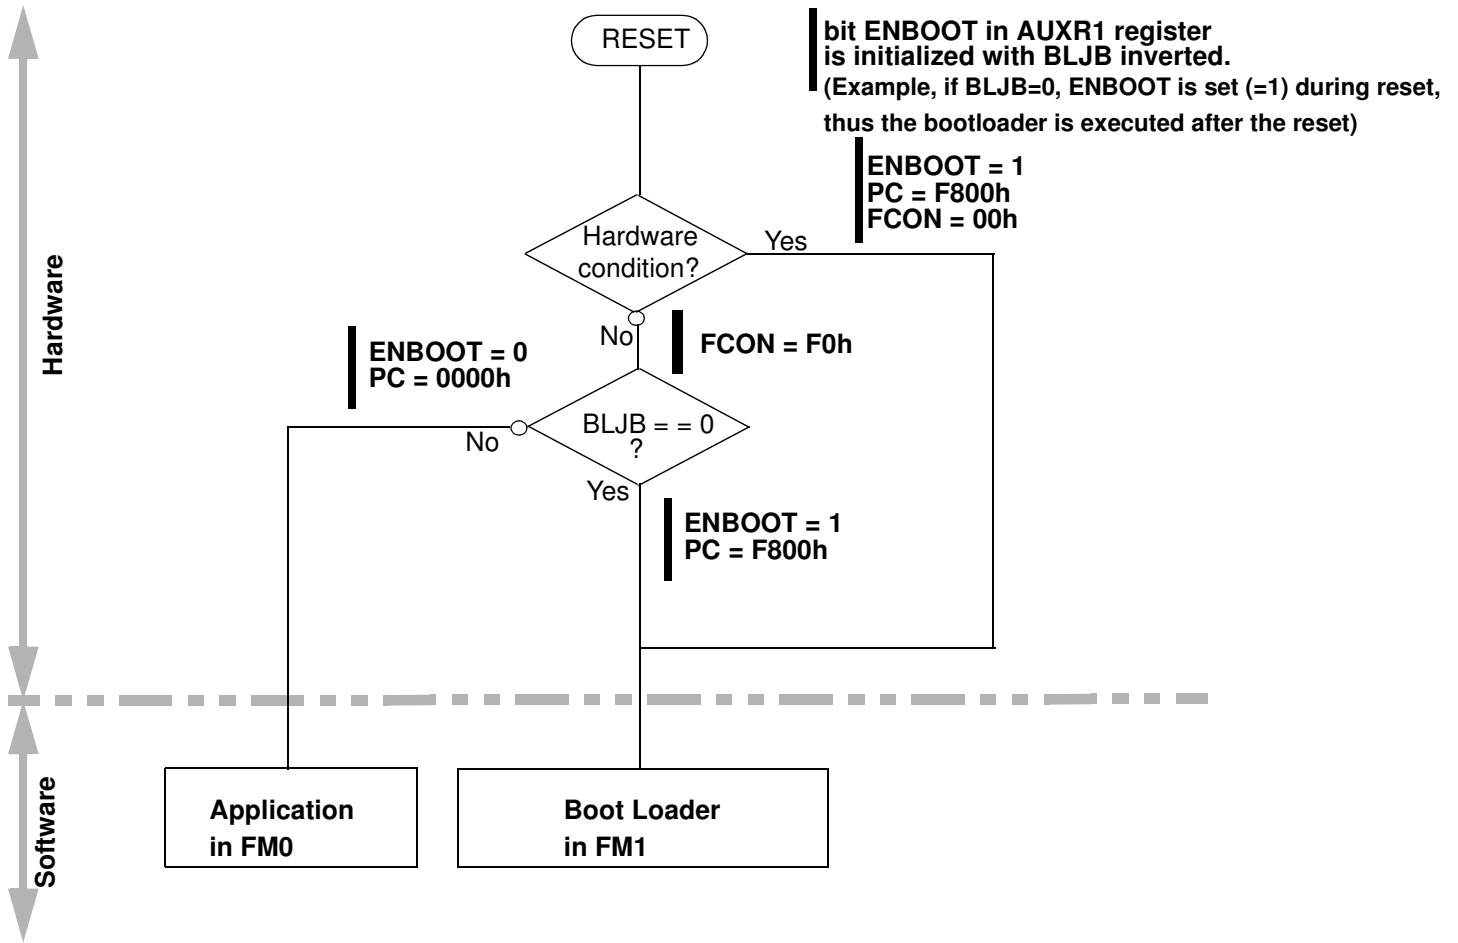 RESET
bit ENBOOT in AUXR1 register
is initialized with BLJB inverted.
(Example, if BLJB=0, ENBOOT is set (=1) during reset,
thus the bootloader is executed after the reset)
ENBOOT = 1
PC = F800h
FCON = 00h
Hardware
condition?
Yes
No
FCON = F0h
Hardware
ENBOOT = 0
PC = 0000h
BLJB = = 0
?
No
Yes
ENBOOT = 1
PC = F800h
Software
Application
in FM0
Boot Loader
in FM1